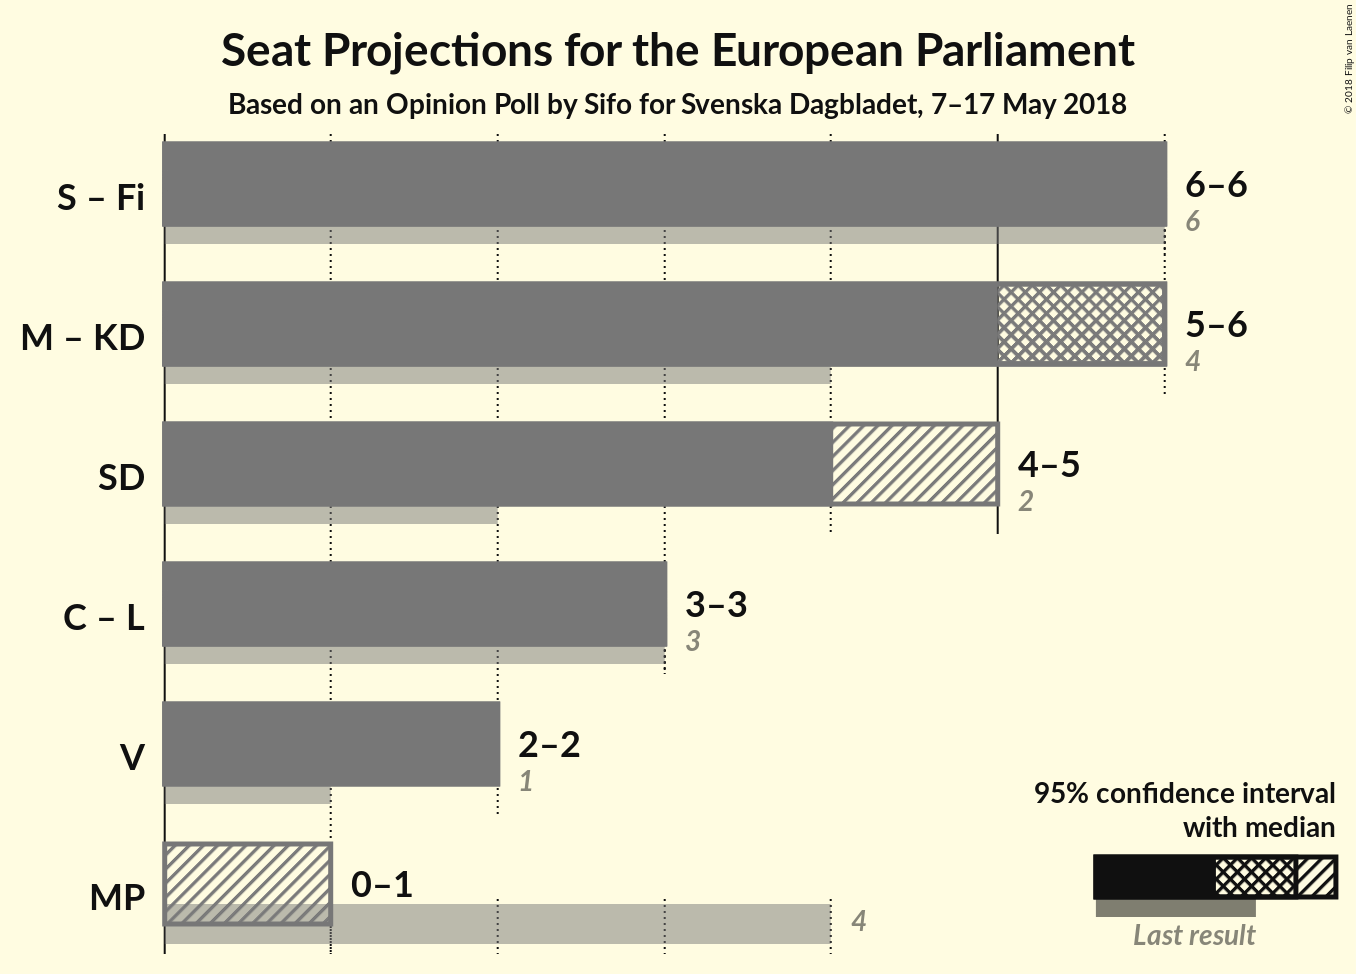 Seat Projections for the European Parliament
Based on an Opinion Poll by Sifo for Svenska Dagbladet, 7–17 May 2018
© 2018 Filip van Laenen
S – Fi
6–6
6
M – KD
5–6
4
SD
4–5
2
C – L
3–3
3
V
2–2
1
MP
0–1
4
95% confidence interval
with median
Last result